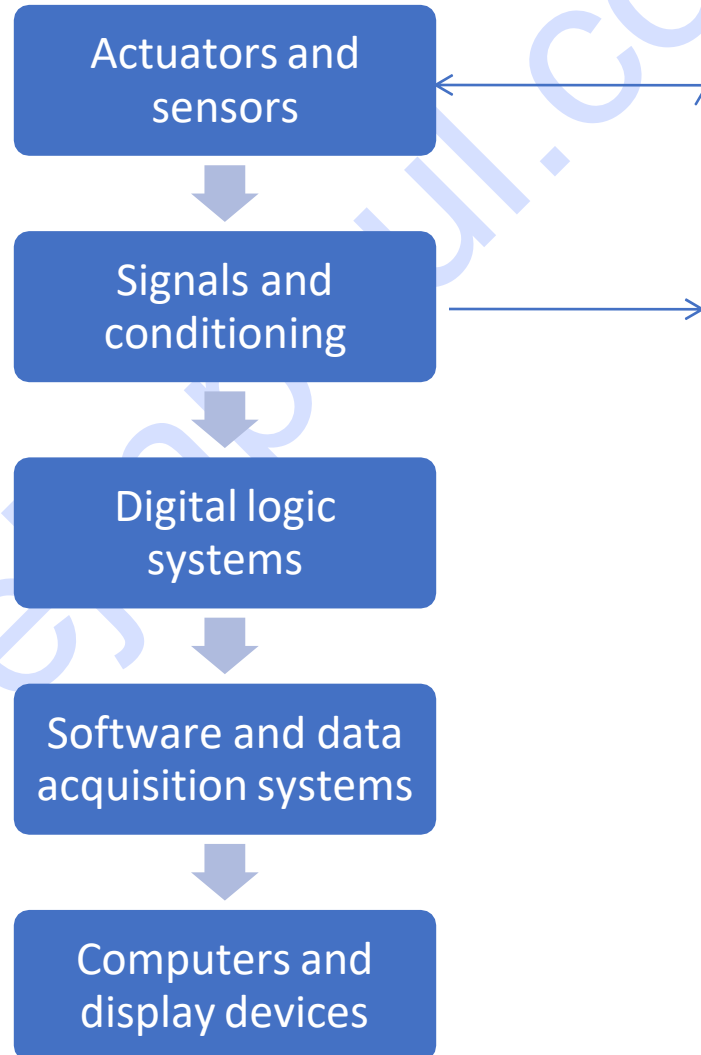 Actuators and
sensors
Signals and
conditioning
Digital logic
systems
Software and data
acquisition systems
Computers and
display devices